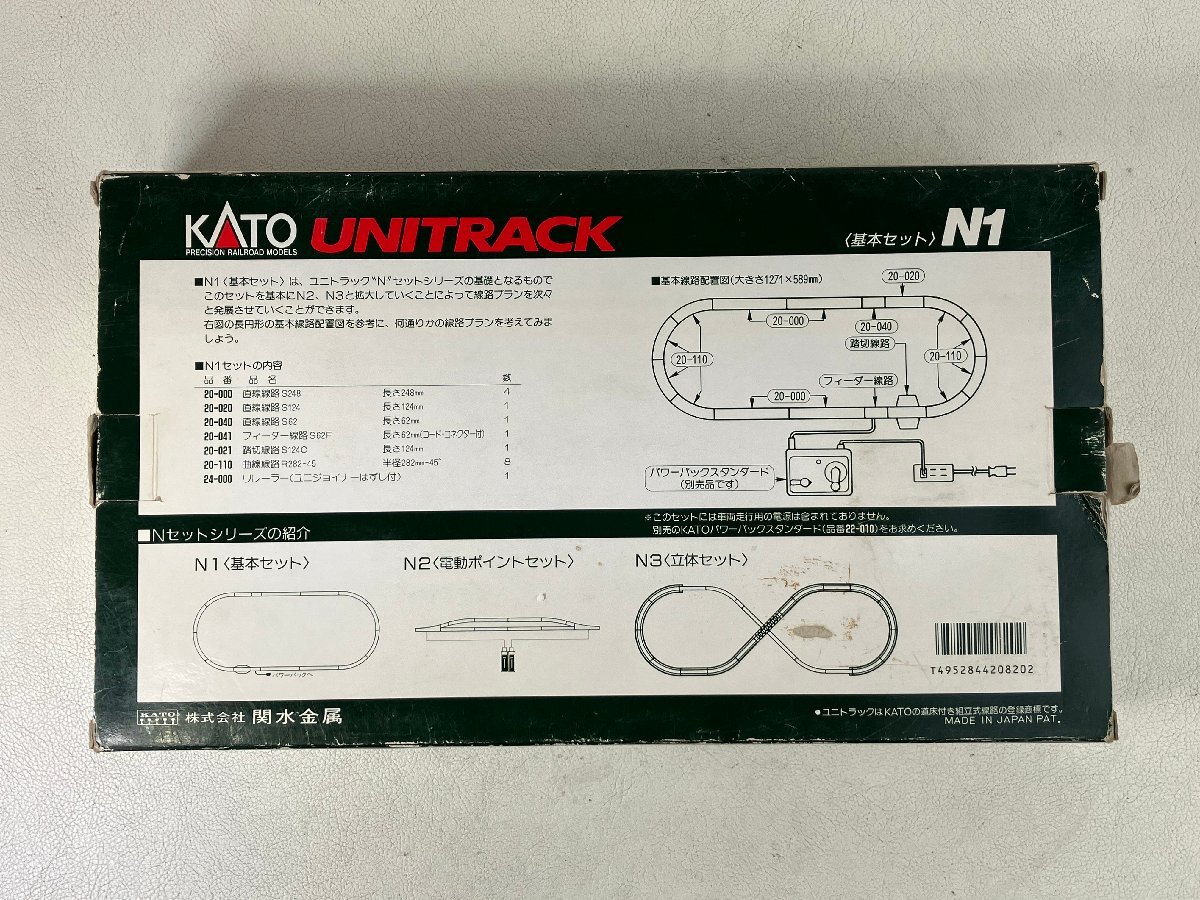 KATO UNITRACK
PRECISION RAILROAD MODELS
〈基本セット〉 N1
■N1〈基本セット〉は、ユニトラック"N"セットシリーズの基礎となるもので
このセットを基本にN2、N3と拡大していくことによって線路プランを次々
と発展させていくことができます。
右図の長円形の基本線路配置図を参考に、何通りかの線路プランを考えてみま
しょう。
■N1セットの内容
品番 品名 数
20-000 直線線路S248 長さ248mm 4
20-020 直線線路S124 長さ124mm 1
20-040 直線線路S62 長さ62mm 1
20-041 フィーダー線路S62F 長さ62mm(コード・コネクター付) 1
20-021 踏切線路S124C 長さ124mm 1
20-110 曲線線路R282-45 半径282mm-45° 8
24-000 リレーラー(ユニジョイナーはずし付) 1
■基本線路配置図(大きさ1271×589mm)
20-020
20-000
20-040
踏切線路
20-110
20-110
フィーダー線路
20-000
パワーパックスタンダード
(別売品です)
※このセットには車両走行用の電源は含まれておりません。
別売のKATOパワーパックスタンダード(品番22-010)をお求めください。
■Nセットシリーズの紹介
N1〈基本セット〉
N2〈電動ポイントセット〉
N3〈立体セット〉
パワーパックへ
T4952844208202
KATO
株式会社 関水金属
●ユニトラックはKATOの道床付き組立式線路の登録商標です。
MADE IN JAPAN PAT.